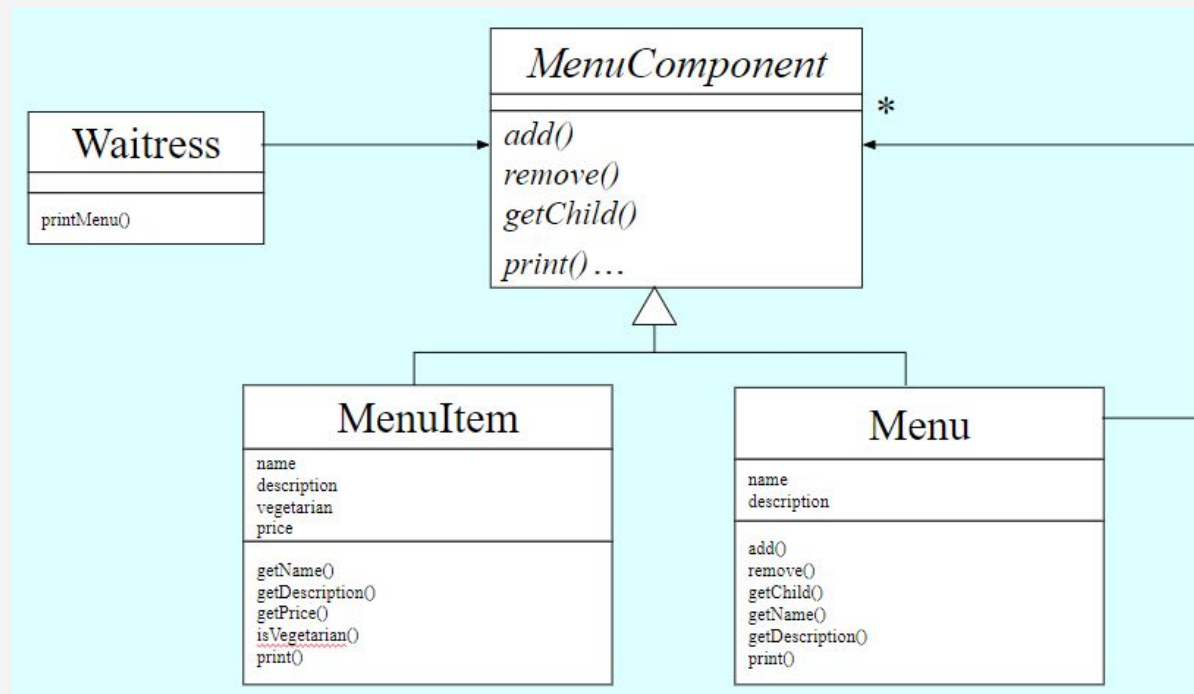 MenuComponent
*
add()
remove()
getChild()
print() ...
Waitress
printMenu()
MenuItem
name
description
vegetarian
price
getName()
getDescription()
getPrice()
isVegetarian()
print()
Menu
name
description
add()
remove()
getChild()
getName()
getDescription()
print()